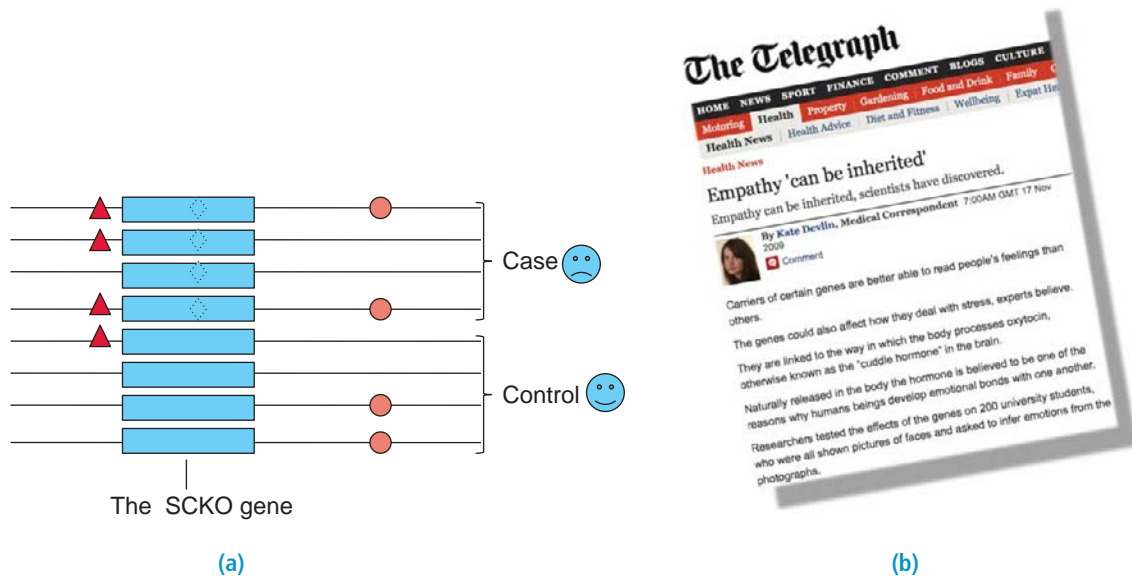 Case
Control
The SCKO gene
(a)
The Telegraph
HOME NEWS SPORT FINANCE COMMENT BLOGS CULTURE
Motoring Health Property Gardening Food and Drink Family
Health News Health Advice Diet and Fitness Wellbeing Expat
Health News
Empathy 'can be inherited'
Empathy can be inherited, scientists have discovered.
By Kate Devlin, Medical Correspondent 7:00AM GMT 17 Nov
2009
Comment
Carriers of certain genes are better able to read people's feelings than
others.
The genes could also affect how they deal with stress, experts believe.
They are linked to the way in which the body processes oxytocin,
otherwise known as the "cuddle hormone" in the brain.
Naturally released in the body the hormone is believed to be one of the
reasons why humans beings develop emotional bonds with one another.
Researchers tested the effects of the genes on 200 university students,
who were all shown pictures of faces and asked to infer emotions from the
photographs.
(b)